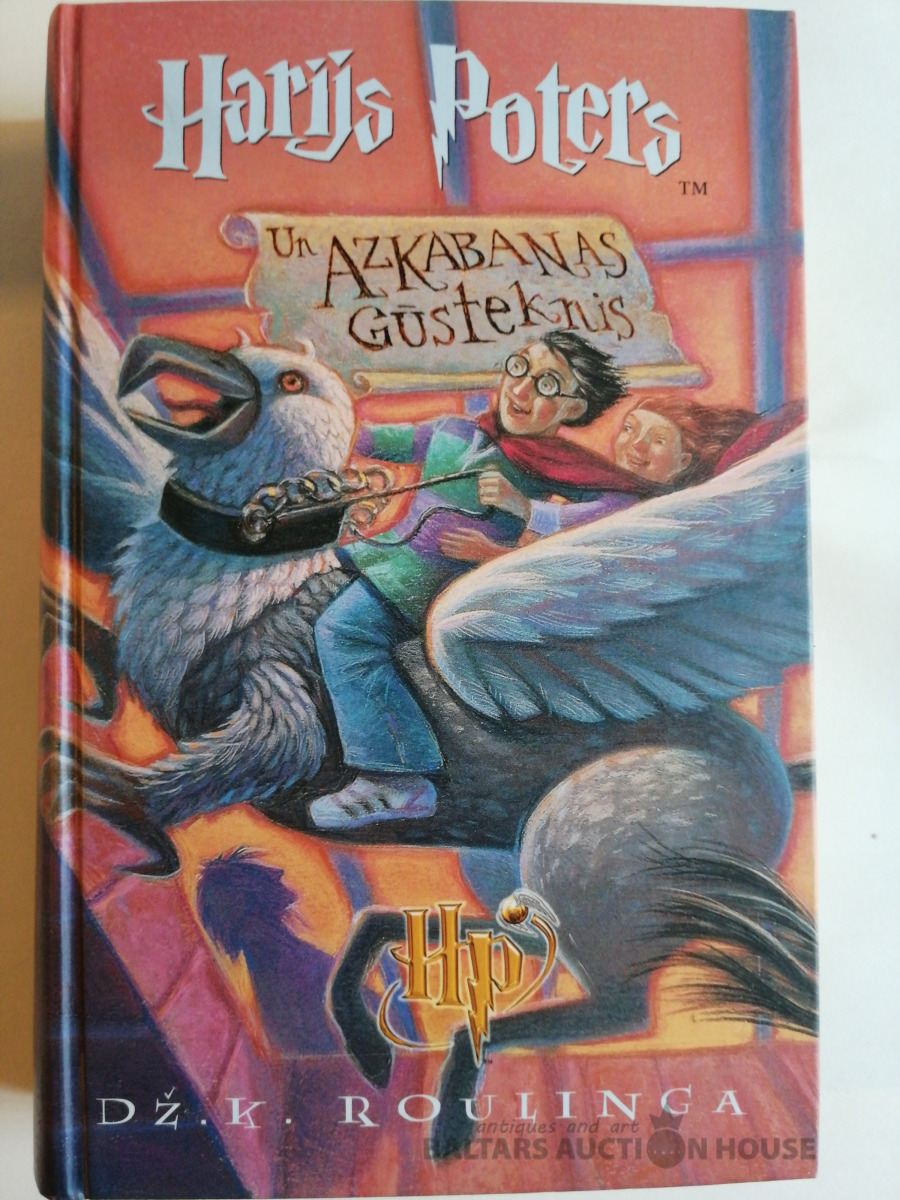 Harijs Poters
TM
Un AZKABANAS
GŪSTEKNIS
HP
DŽ.K. ROULINGA
antiques and art
BALTARS AUCTION HOUSE